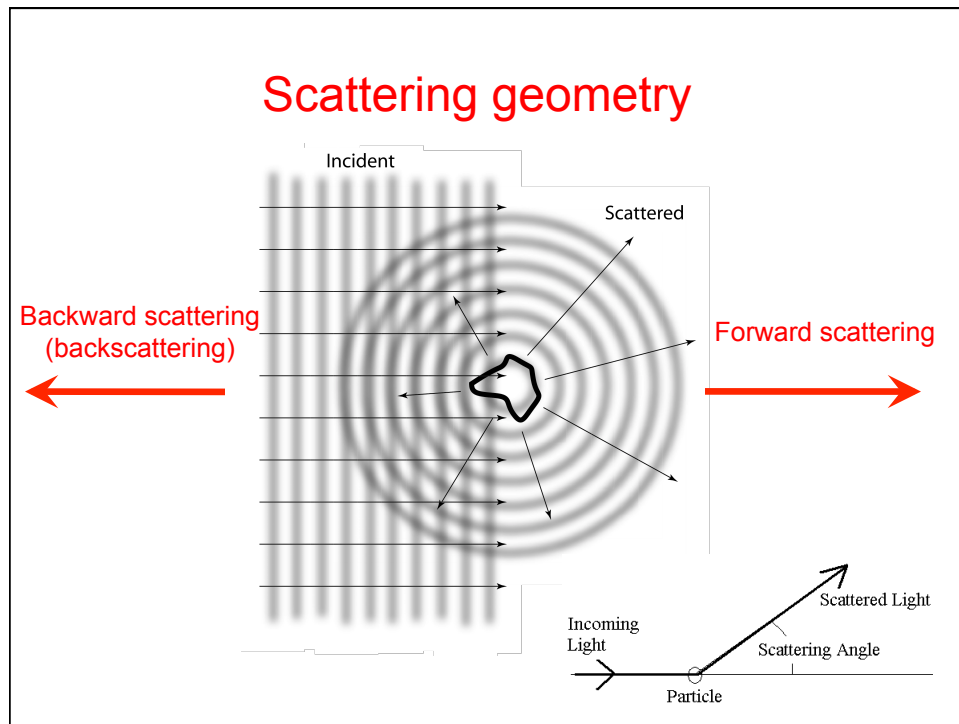 Scattering geometry
Incident
Scattered
Backward scattering
(backscattering)
Forward scattering
Scattered Light
Incoming
Light
Scattering Angle
Particle